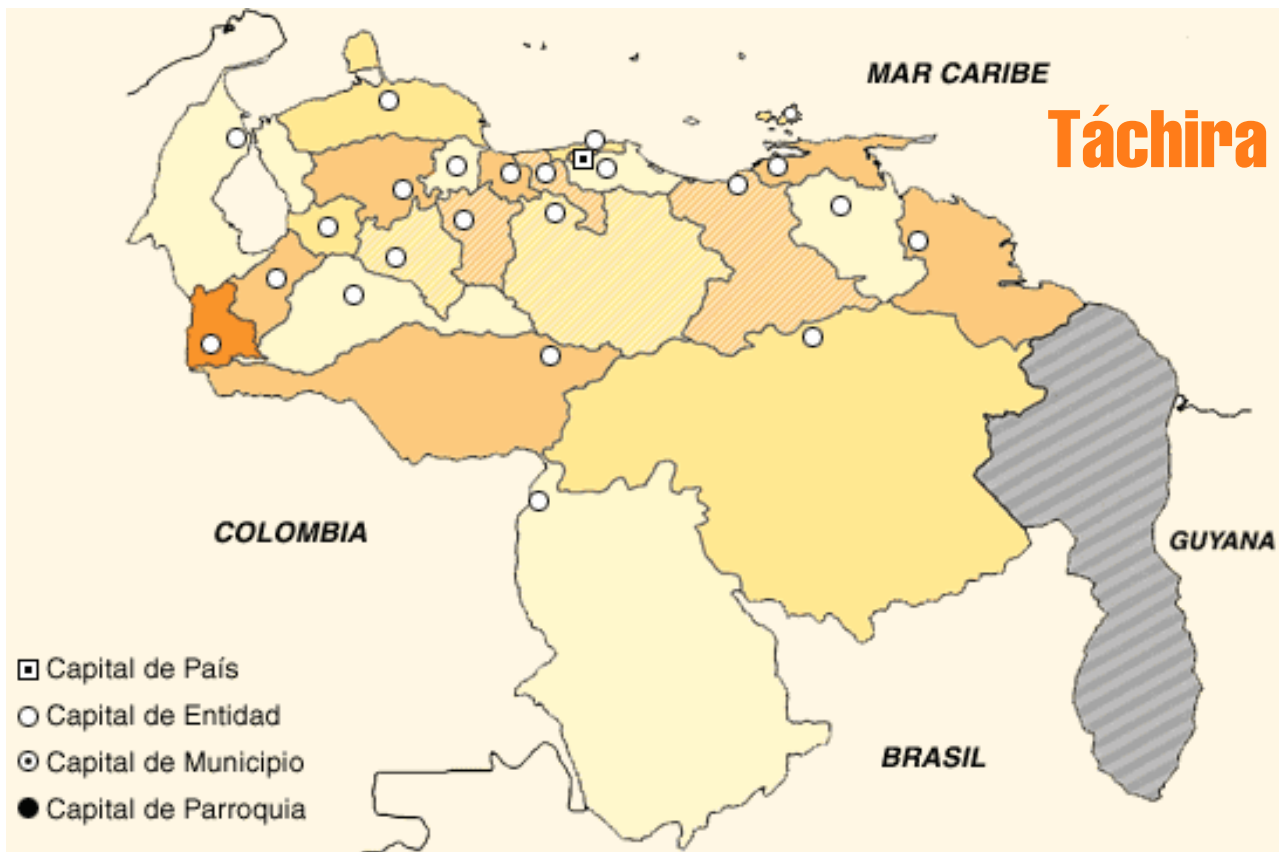 MAR CARIBE
Táchira
COLOMBIA
GUYANA
Capital de País
Capital de Entidad
Capital de Municipio
BRASIL
Capital de Parroquia